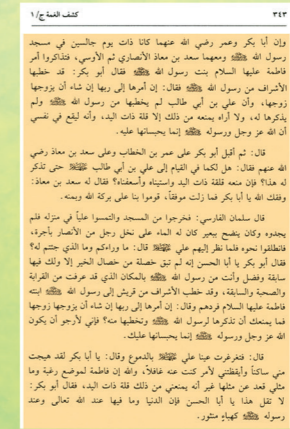 كشف الغمة ج/١ ٣٤٣
وإن أبا بكر وعمر رضي الله عنهما كانا ذات يوم جالسين في مسجد
رسول الله ﷺ ومعهما سعد بن معاذ الأنصاري ثم الأوسي، فتذاكروا أمر
فاطمة عليها السلام بنت رسول الله ﷺ فقال أبو بكر: قد خطبها
الأشراف من رسول الله ﷺ فقال: إن أمرها إلى ربها إن شاء أن يزوجها
زوجها، وأن علي بن أبي طالب لم يخطبها من رسول الله ﷺ ولم
يذكرها له، ولا أراه يمنعه من ذلك إلا قلة ذات اليد، وأنه ليقع في نفسي
أن الله عز وجل ورسوله ﷺ إنما يحبسانها عليه.
قال: ثم أقبل أبو بكر على عمر بن الخطاب وعلى سعد بن معاذ رضي
الله عنهم فقال: هل لكما في القيام إلى علي بن أبي طالب حتى نذكر
له هذا؟ فإن منعه قلة ذات اليد واسيناه وأسعفناه؟ فقال له سعد بن معاذ:
وفقك الله يا أبا بكر فما زلت موفقاً، قوموا بنا على بركة الله ويمنه.
قال سلمان الفارسي: فخرجوا من المسجد والتمسوا علياً في منزله فلم
يجدوه وكان ينضح ببعير كان له الماء على نخل رجل من الأنصار بأجرة،
فانطلقوا نحوه فلما نظر إليهم علي قال: ما وراءكم وما الذي جئتم له؟
فقال أبو بكر يا أبا الحسن إنه لم تبق خصلة من خصال الخير إلا ولك فيها
سابقة وفضل وأنت من رسول الله ﷺ بالمكان الذي قد عرفت من القرابة
والصحبة والسابقة، وقد خطب الأشراف من قريش إلى رسول الله ﷺ ابنته
فاطمة عليها السلام فردهم وقال: إن أمرها إلى ربها إن شاء أن يزوجها زوجها
فما يمنعك أن تذكرها لرسول الله ﷺ وتخطبها منه؟ فإني لأرجو أن يكون
الله عز وجل ورسوله ﷺ إنما يحبسانها عليك.
قال: فتغرغرت عينا علي بالدموع وقال: يا أبا بكر لقد هيجت
مني ساكناً وأيقظتني لأمر كنت عنه غافلاً، والله إن فاطمة لموضع رغبة وما
مثلي قعد عن مثلها غير أنه يمنعني من ذلك قلة ذات اليد، فقال أبو بكر:
لا تقل هذا يا أبا الحسن فإن الدنيا وما فيها عند الله تعالى وعند
رسوله ﷺ كهباء منثور.